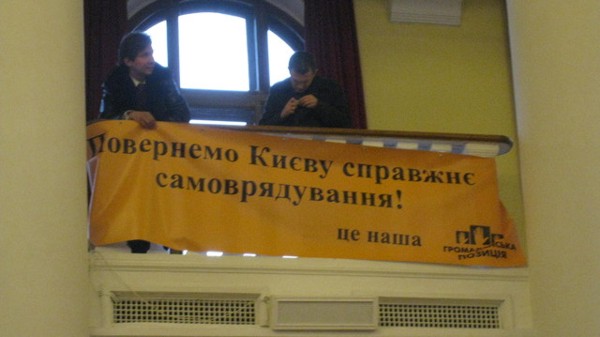 Повернемо Києву справжнє
самоврядування!
це наша
ГРОМАДЯНСЬКА
ПОЗИЦІЯ